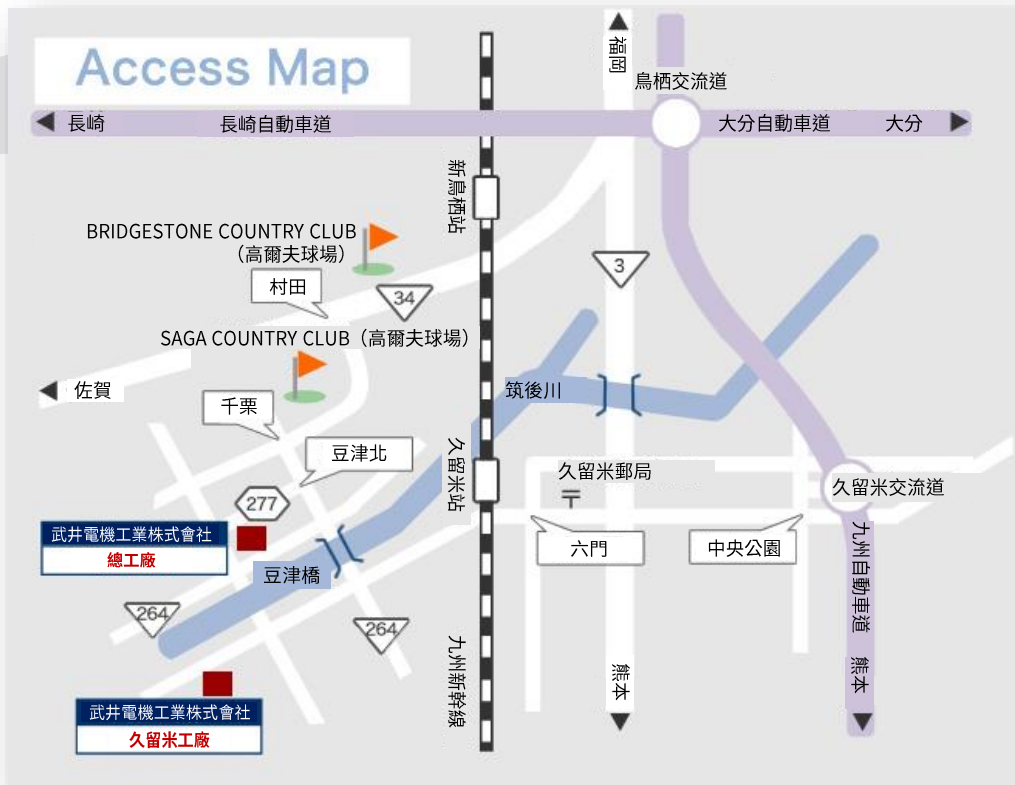 Access Map
福岡
鳥栖交流道
長崎
長崎自動車道
大分自動車道
大分
新鳥栖站
BRIDGESTONE COUNTRY CLUB
（高爾夫球場）
村田
34
3
SAGA COUNTRY CLUB（高爾夫球場）
佐賀
千栗
筑後川
豆津北
久留米站
久留米郵局
〒
277
久留米交流道
武井電機工業株式會社
總工廠
六門
中央公園
豆津橋
九州自動車道
264
264
九州新幹線
熊本
熊本
武井電機工業株式會社
久留米工廠